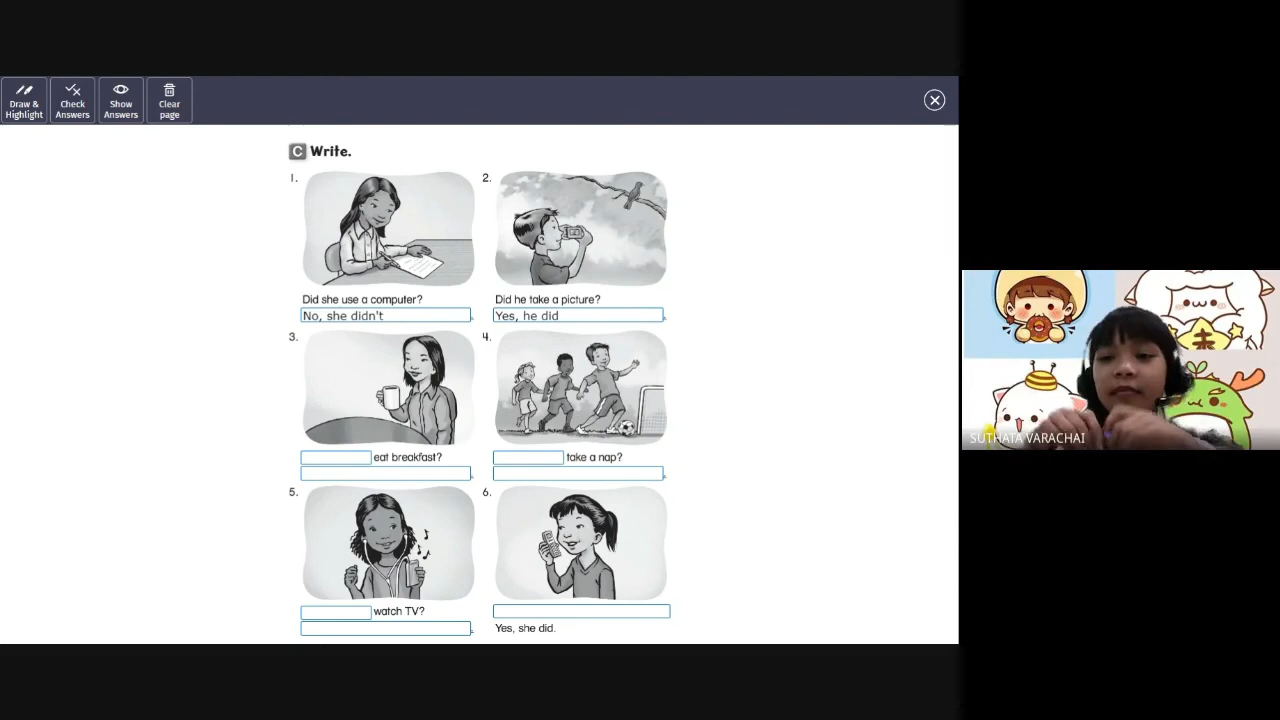 Draw &
Highlight
Check
Answers
Show
Answers
Clear
page
C Write.
1.
2.
Did she use a computer?
No, she didn't
.
Did he take a picture?
Yes, he did
.
3.
4.
eat breakfast?
.
take a nap?
.
5.
6.
watch TV?
.
Yes, she did.
SUTHATA VARACHAI